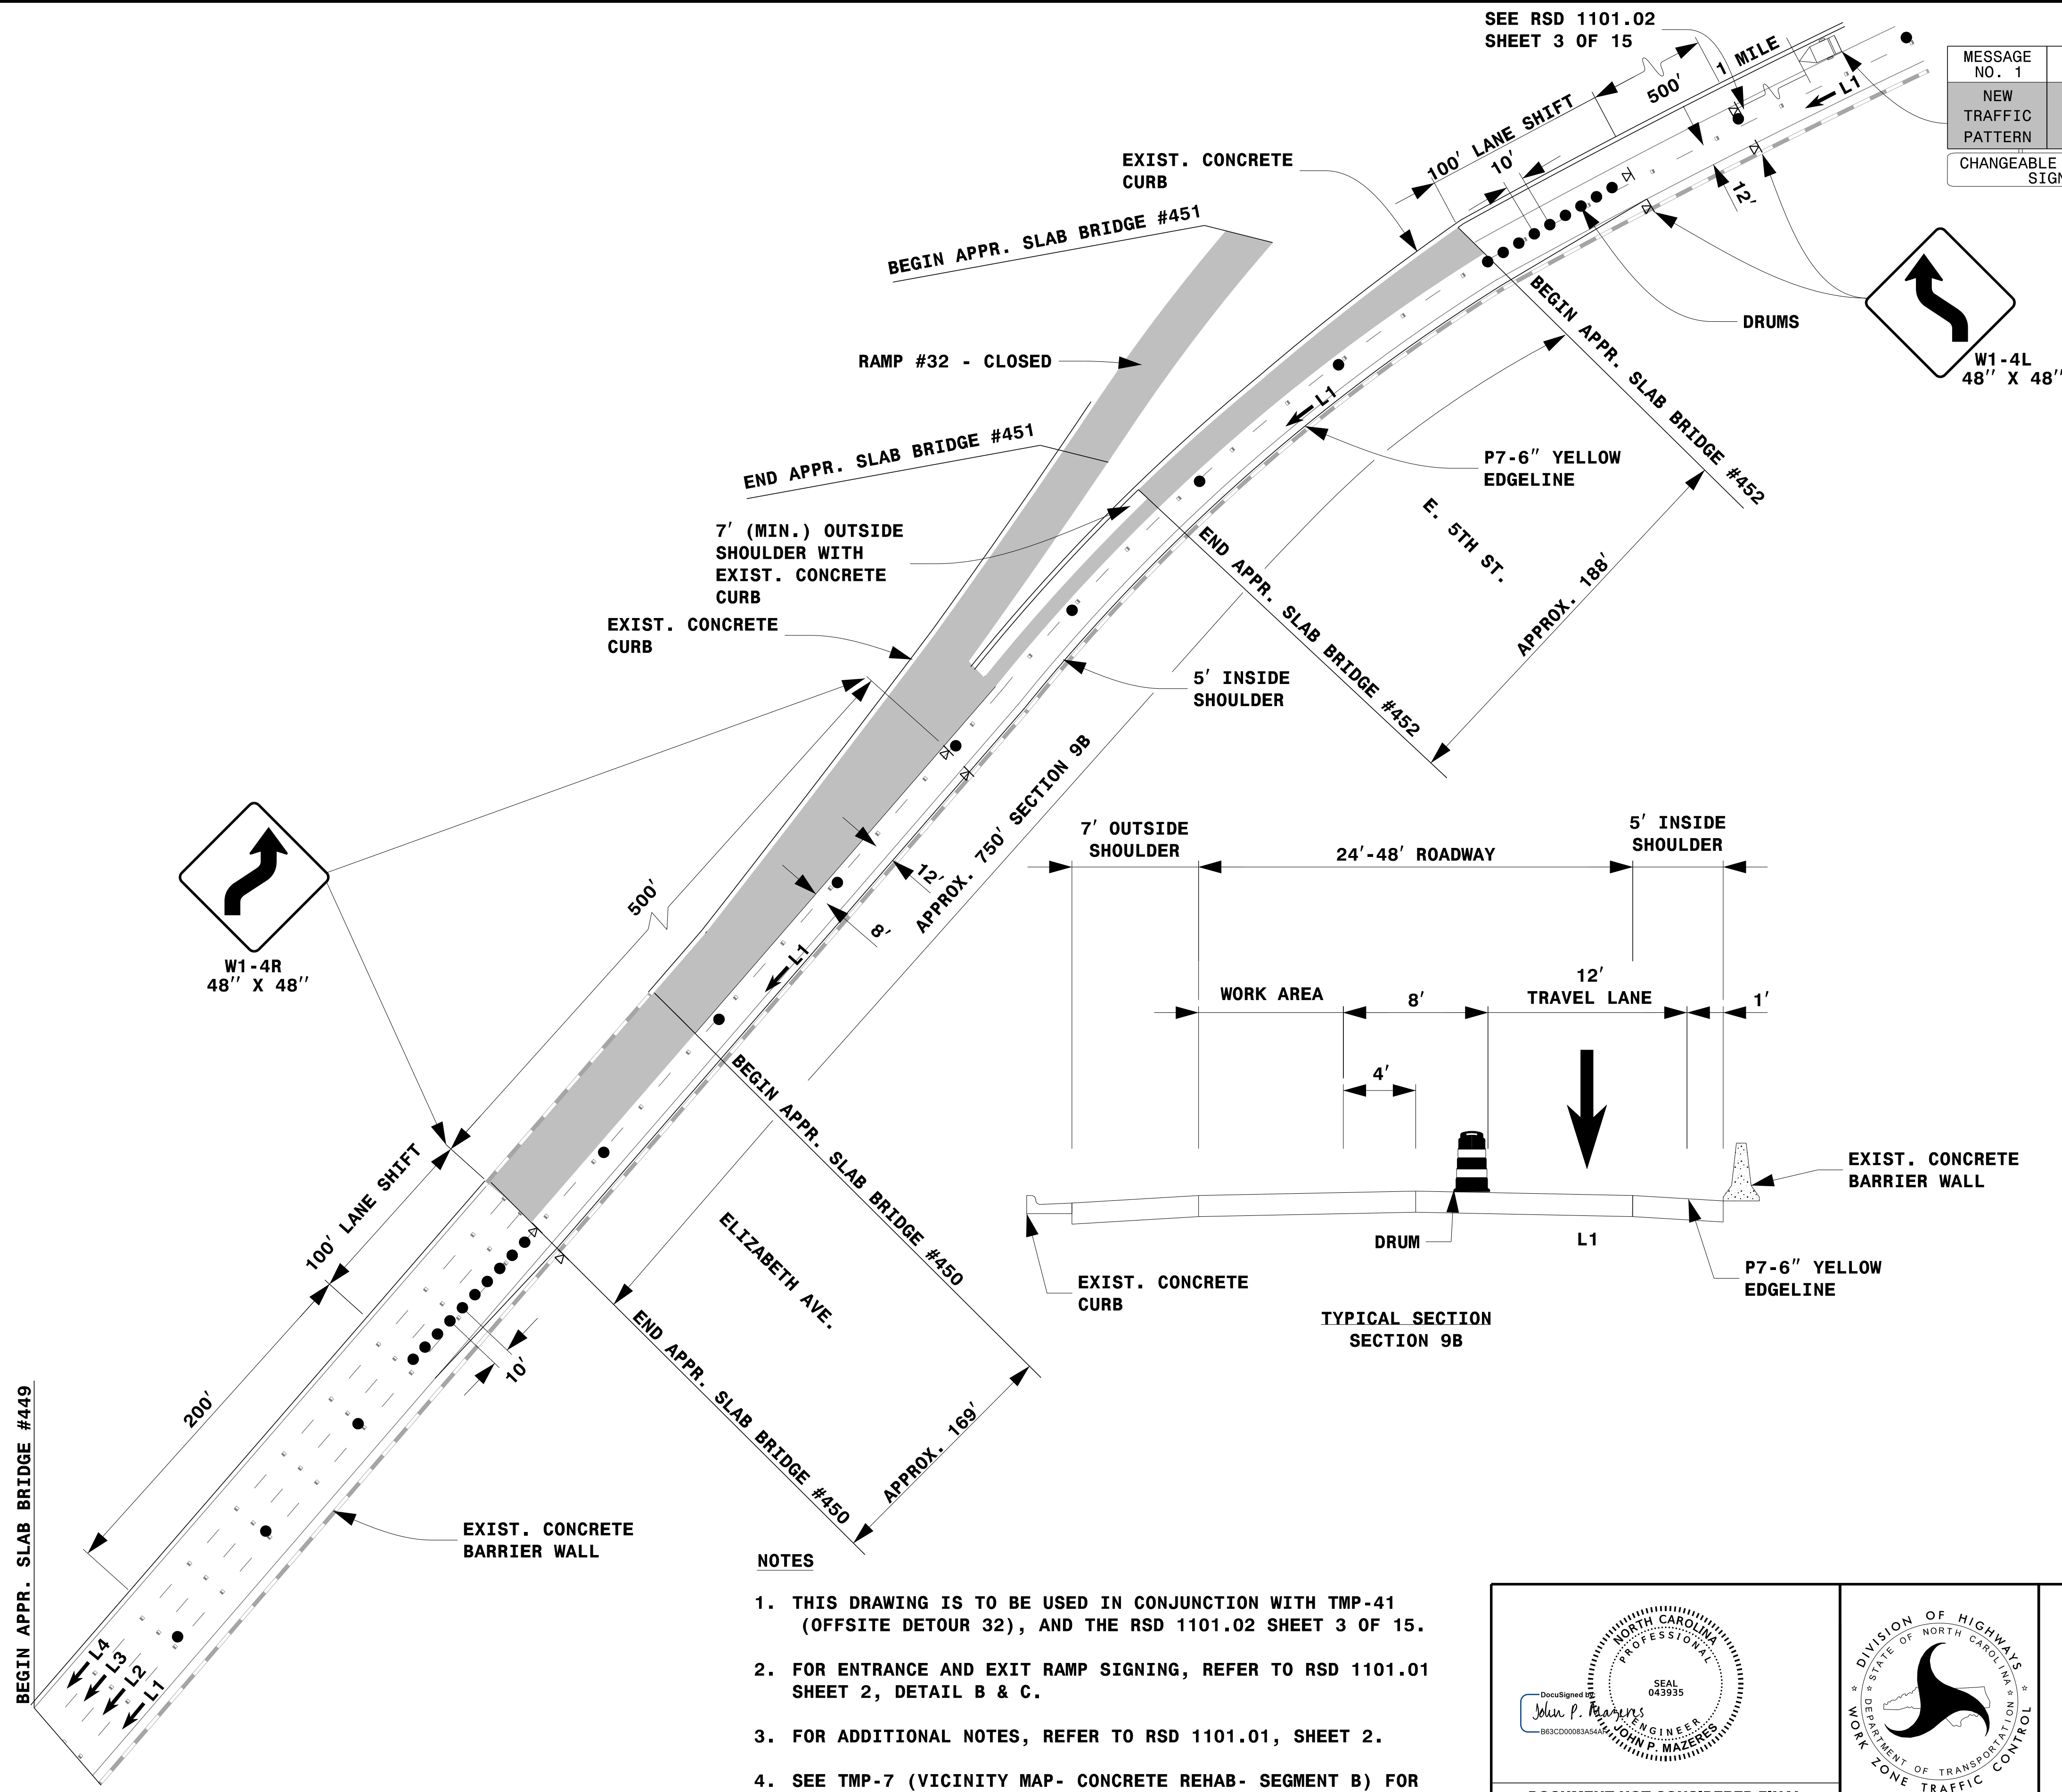 SEE RSD 1101.02
SHEET 3 OF 15
1 MILE
500′
100′ LANE SHIFT
10′
L1
MESSAGE
NO. 1
NEW
TRAFFIC
PATTERN
CHANGEABLE
EXIST. CONCRETE
CURB
12′
BEGIN APPR. SLAB BRIDGE #451
DRUMS
W1-4L
48″ X 48″
BEGIN APPR. SLAB BRIDGE #452
RAMP #32 - CLOSED
L1
END APPR. SLAB BRIDGE #451
P7-6″ YELLOW
EDGELINE
E. 5TH ST.
7′ (MIN.) OUTSIDE
SHOULDER WITH
EXIST. CONCRETE
CURB
END APPR. SLAB BRIDGE #452
APPROX. 188′
EXIST. CONCRETE
CURB
5′ INSIDE
SHOULDER
APPROX. 750′ SECTION 9B
500′
12′
8′
L1
W1-4R
48″ X 48″
7′ OUTSIDE
SHOULDER
24′-48′ ROADWAY
5′ INSIDE
SHOULDER
WORK AREA
8′
12′
TRAVEL LANE
1′
4′
EXIST. CONCRETE
BARRIER WALL
DRUM
L1
P7-6″ YELLOW
EDGELINE
EXIST. CONCRETE
CURB
TYPICAL SECTION
SECTION 9B
BEGIN APPR. SLAB BRIDGE #450
100′ LANE SHIFT
ELIZABETH AVE.
END APPR. SLAB BRIDGE #450
10′
APPROX. 169′
200′
BEGIN APPR. SLAB BRIDGE #449
EXIST. CONCRETE
BARRIER WALL
L4
L3
L2
L1
NOTES
1. THIS DRAWING IS TO BE USED IN CONJUNCTION WITH TMP-41
(OFFSITE DETOUR 32), AND THE RSD 1101.02 SHEET 3 OF 15.
2. FOR ENTRANCE AND EXIT RAMP SIGNING, REFER TO RSD 1101.01
SHEET 2, DETAIL B & C.
3. FOR ADDITIONAL NOTES, REFER TO RSD 1101.01, SHEET 2.
4. SEE TMP-7 (VICINITY MAP- CONCRETE REHAB- SEGMENT B) FOR
NORTH CAROLINA
PROFESSIONAL
SEAL
043935
ENGINEER
JOHN P. MAZERES
DocuSigned by
John P. Mazeres
DIVISION OF HIGHWAYS
STATE OF NORTH CAROLINA
DEPARTMENT OF TRANSPORTATION
WORK ZONE TRAFFIC CONTROL